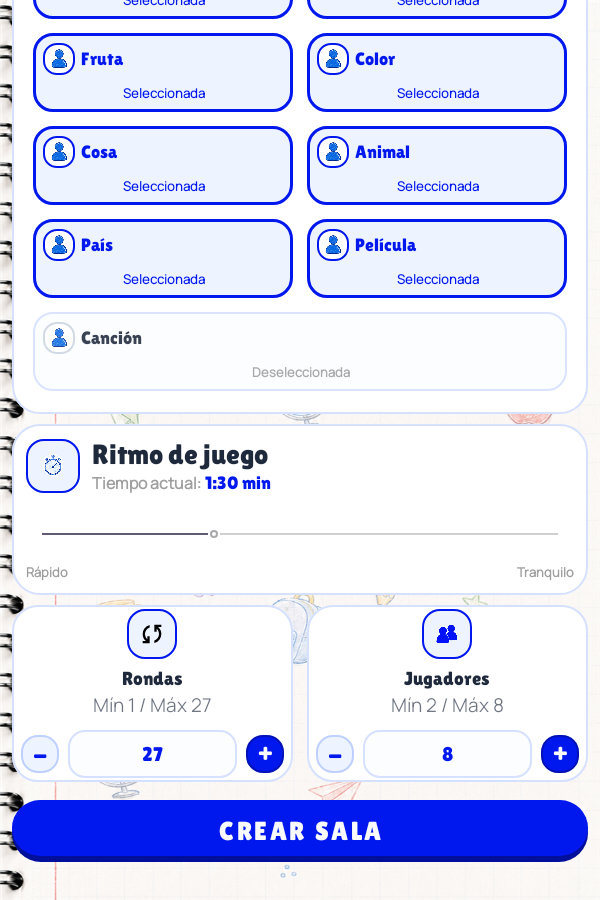 Seleccionada Seleccionada
Fruta Color
Seleccionada Seleccionada
Cosa Animal
Seleccionada Seleccionada
País Película
Seleccionada Seleccionada
Canción
Deseleccionada
Ritmo de juego
Tiempo actual: 1:30 min
Rápido Tranquilo
Rondas Jugadores
Mín 1 / Máx 27 Mín 2 / Máx 8
– 27 + – 8 +
CREAR SALA